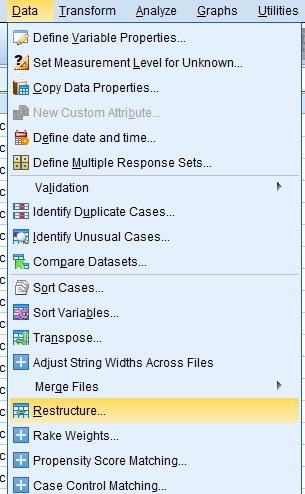 Data Transform Analyze Graphs Utilities
Define Variable Properties...
Set Measurement Level for Unknown...
Copy Data Properties...
New Custom Attribute...
Define date and time...
Define Multiple Response Sets...
Validation
Identify Duplicate Cases...
Identify Unusual Cases...
Compare Datasets...
Sort Cases...
Sort Variables...
Transpose...
Adjust String Widths Across Files
Merge Files
Restructure...
Rake Weights...
Propensity Score Matching...
Case Control Matching...